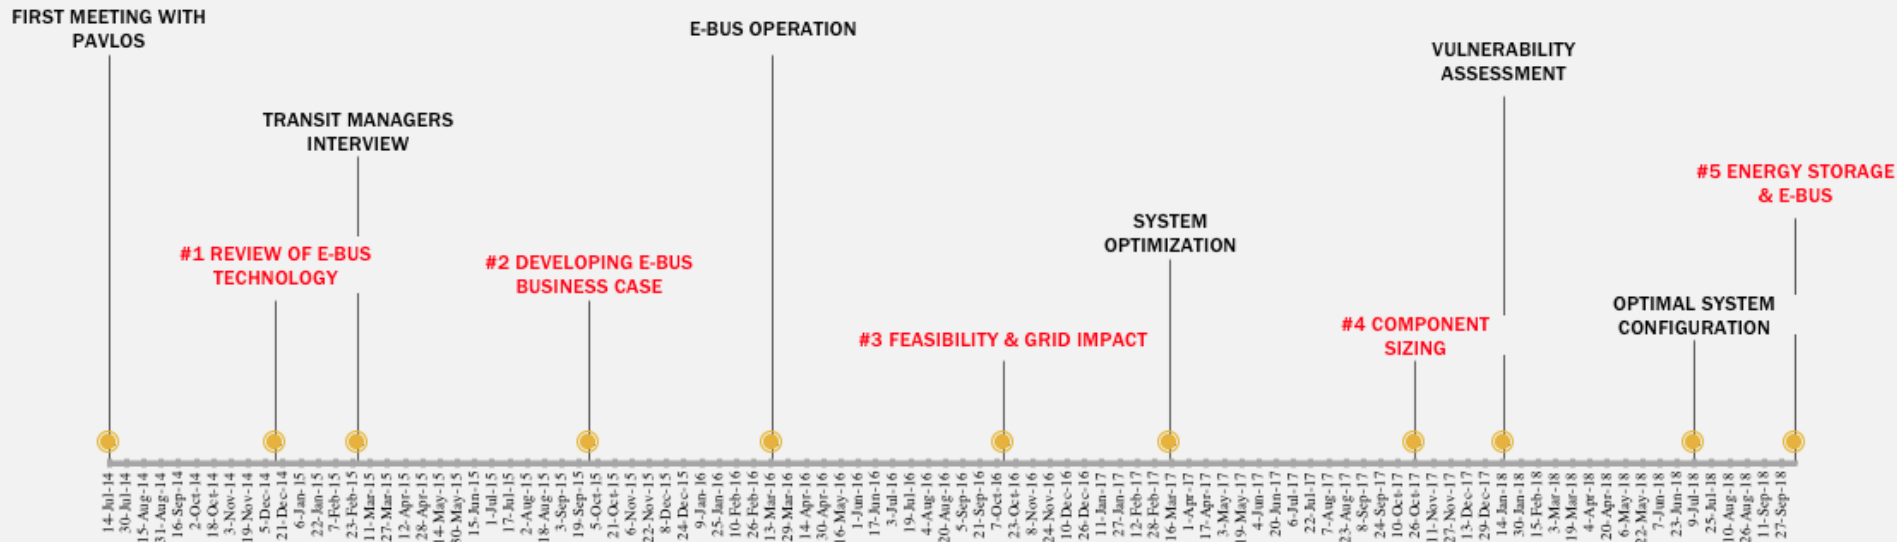 FIRST MEETING WITH
PAVLOS
E-BUS OPERATION
VULNERABILITY
ASSESSMENT
TRANSIT MANAGERS
INTERVIEW
#5 ENERGY STORAGE
& E-BUS
SYSTEM
OPTIMIZATION
#1 REVIEW OF E-BUS
TECHNOLOGY
#2 DEVELOPING E-BUS
BUSINESS CASE
OPTIMAL SYSTEM
CONFIGURATION
#3 FEASIBILITY & GRID IMPACT
#4 COMPONENT
SIZING
14-Jul-14
30-Jul-14
15-Aug-14
31-Aug-14
16-Sep-14
2-Oct-14
18-Oct-14
3-Nov-14
19-Nov-14
5-Dec-14
21-Dec-14
6-Jan-15
22-Jan-15
7-Feb-15
23-Feb-15
11-Mar-15
27-Mar-15
12-Apr-15
28-Apr-15
14-May-15
30-May-15
15-Jun-15
1-Jul-15
17-Jul-15
2-Aug-15
18-Aug-15
3-Sep-15
19-Sep-15
5-Oct-15
21-Oct-15
6-Nov-15
22-Nov-15
8-Dec-15
24-Dec-15
9-Jan-16
25-Jan-16
10-Feb-16
26-Feb-16
13-Mar-16
29-Mar-16
14-Apr-16
30-Apr-16
16-May-16
1-Jun-16
17-Jun-16
3-Jul-16
19-Jul-16
4-Aug-16
20-Aug-16
5-Sep-16
21-Sep-16
7-Oct-16
23-Oct-16
8-Nov-16
24-Nov-16
10-Dec-16
26-Dec-16
11-Jan-17
27-Jan-17
12-Feb-17
28-Feb-17
16-Mar-17
1-Apr-17
17-Apr-17
3-May-17
19-May-17
4-Jun-17
20-Jun-17
6-Jul-17
22-Jul-17
7-Aug-17
23-Aug-17
8-Sep-17
24-Sep-17
10-Oct-17
26-Oct-17
11-Nov-17
27-Nov-17
13-Dec-17
29-Dec-17
14-Jan-18
30-Jan-18
15-Feb-18
3-Mar-18
19-Mar-18
4-Apr-18
20-Apr-18
6-May-18
22-May-18
7-Jun-18
23-Jun-18
9-Jul-18
25-Jul-18
10-Aug-18
26-Aug-18
11-Sep-18
27-Sep-18